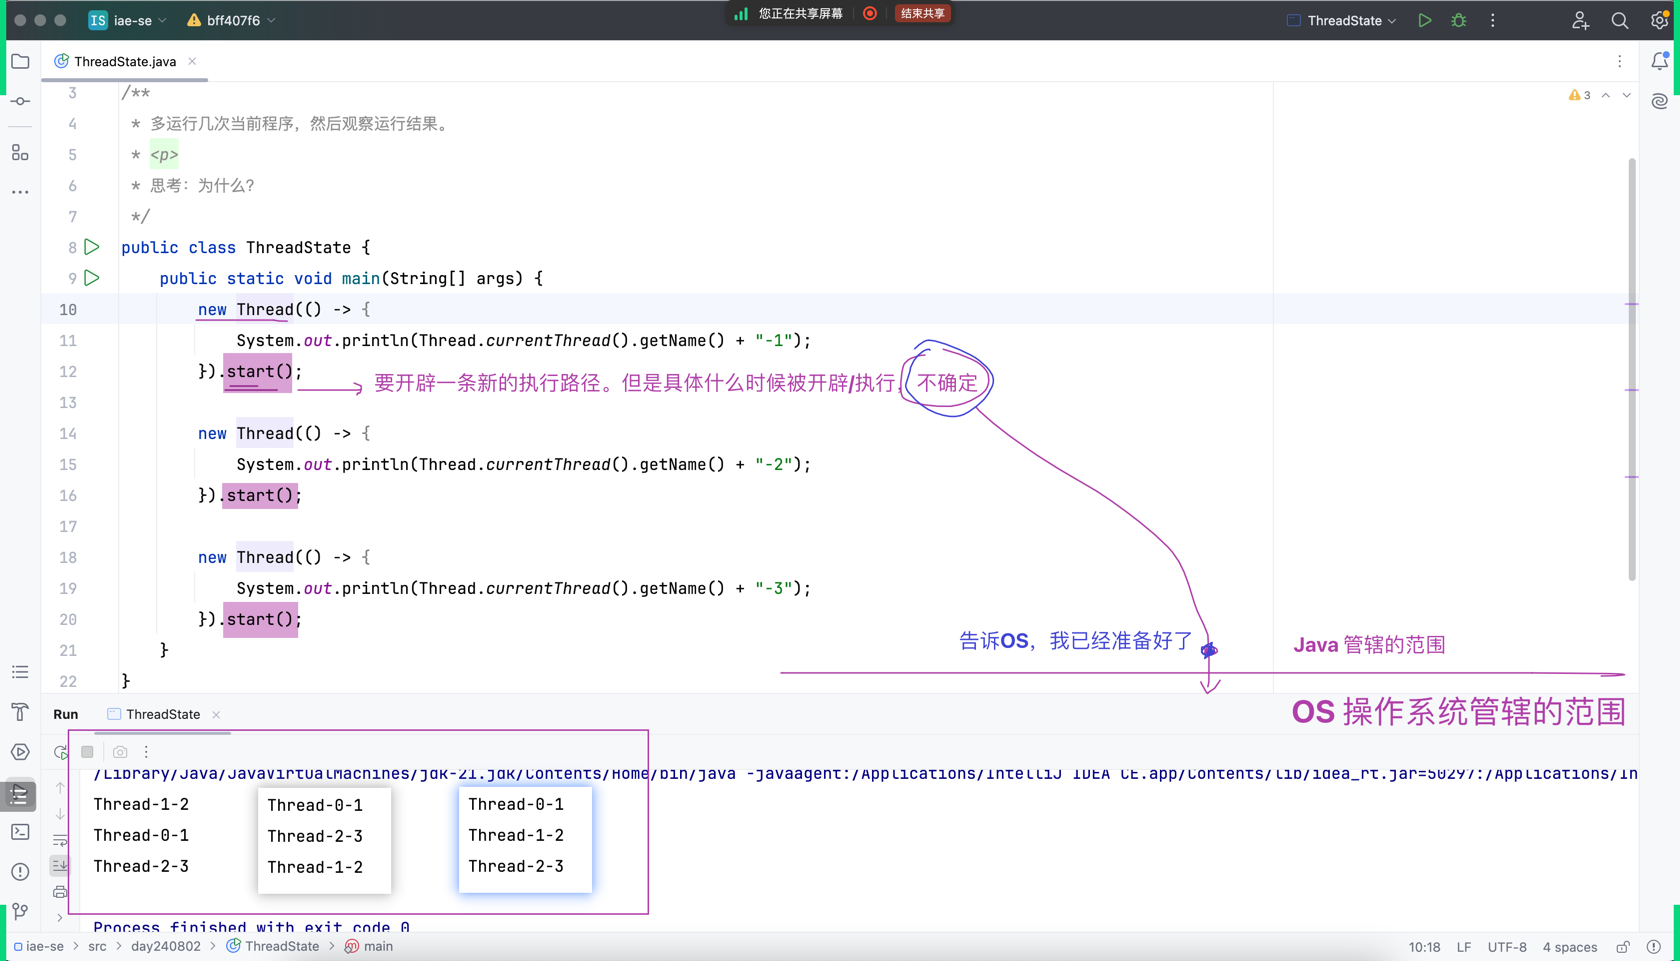 IS iae-se bff407f6 您正在共享屏幕 结束共享 ThreadState
ThreadState.java
3 /** 3
4 * 多运行几次当前程序，然后观察运行结果。
5 * <p>
6 * 思考：为什么？
7 */
8 public class ThreadState {
9 public static void main(String[] args) {
10 new Thread(() -> {
11 System.out.println(Thread.currentThread().getName() + "-1");
12 }).start(); 要开辟一条新的执行路径。但是具体什么时候被开辟/执行， 不确定
13
14 new Thread(() -> {
15 System.out.println(Thread.currentThread().getName() + "-2");
16 }).start();
17
18 new Thread(() -> {
19 System.out.println(Thread.currentThread().getName() + "-3");
20 }).start();
告诉OS，我已经准备好了 Java 管辖的范围
21 }
22 }
OS 操作系统管辖的范围
Run ThreadState
/Library/Java/JavaVirtualMachines/jdk-21.jdk/Contents/Home/bin/java -javaagent:/Applications/IntelliJ IDEA CE.app/Contents/lib/idea_rt.jar=50297:/Applications/In
Thread-1-2 Thread-0-1 Thread-0-1
Thread-0-1 Thread-2-3 Thread-1-2
Thread-2-3 Thread-1-2 Thread-2-3
Process finished with exit code 0
iae-se > src > day240802 > ThreadState > main 10:18 LF UTF-8 4 spaces